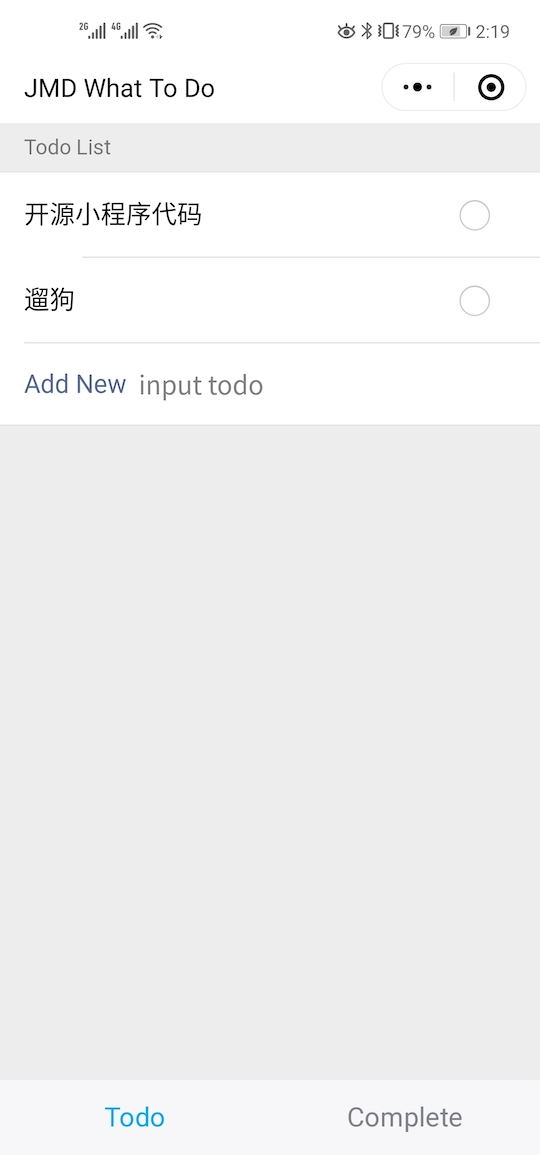 2G 4G 79% 2:19
JMD What To Do
Todo List
开源小程序代码
遛狗
Add New input todo
Todo Complete